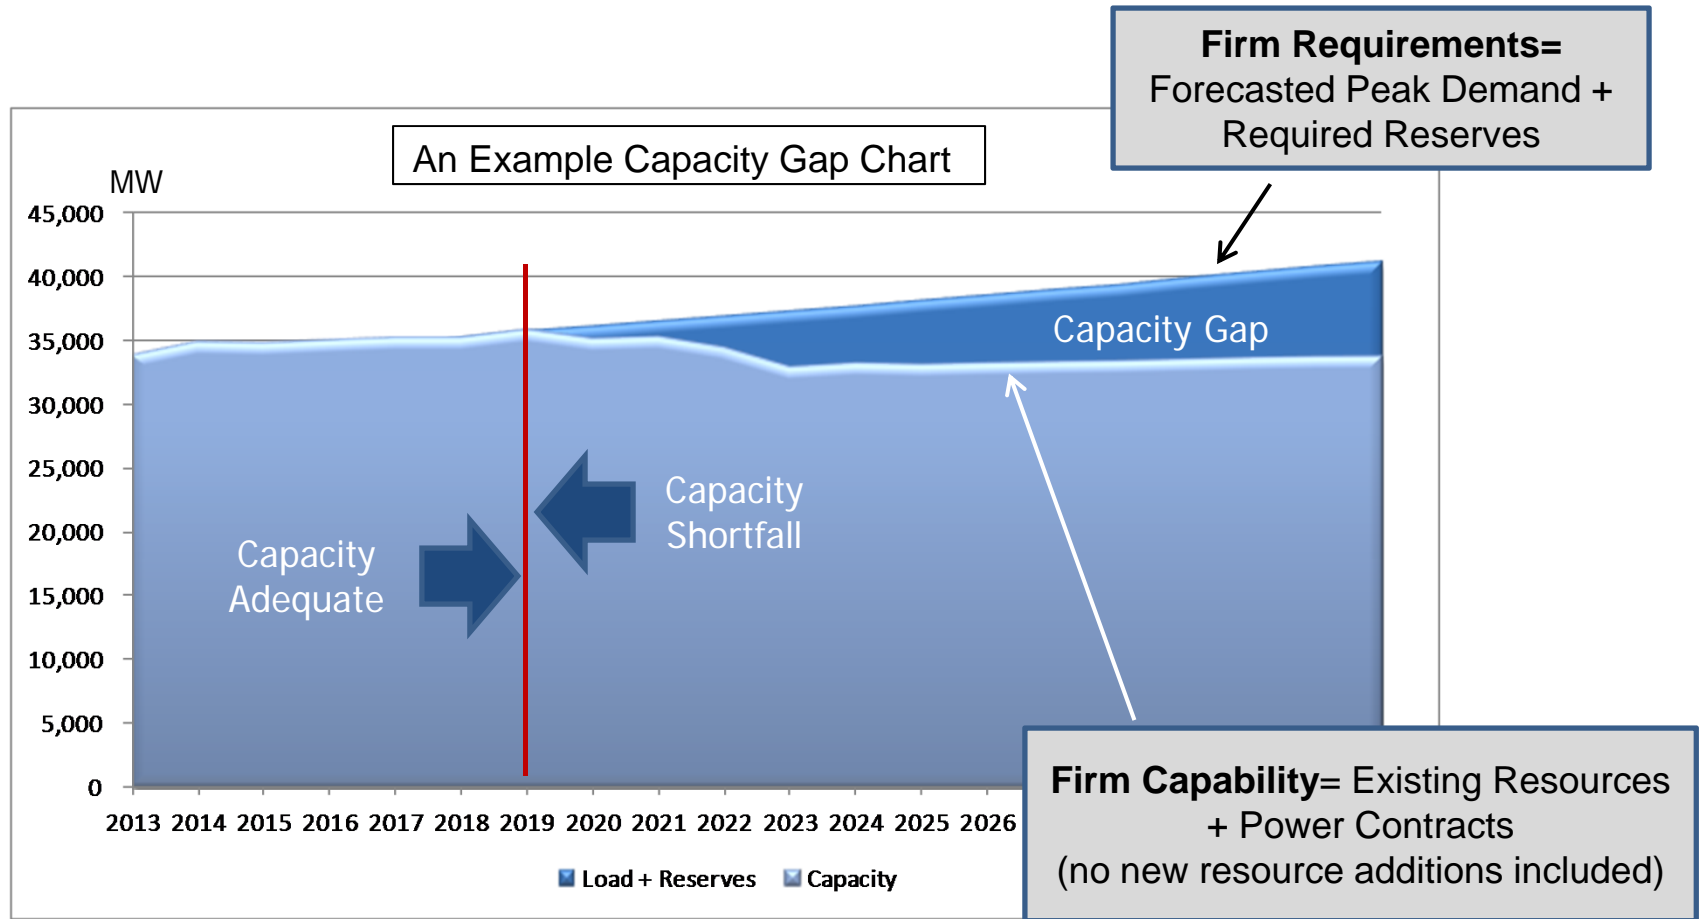 Firm Requirements=
Forecasted Peak Demand +
Required Reserves
An Example Capacity Gap Chart
MW
45,000
40,000
35,000
30,000
25,000
20,000
15,000
10,000
5,000
0
Capacity Gap
Capacity
Shortfall
Capacity
Adequate
2013 2014 2015 2016 2017 2018 2019 2020 2021 2022 2023 2024 2025 2026
Load + Reserves Capacity
Firm Capability= Existing Resources
+ Power Contracts
(no new resource additions included)